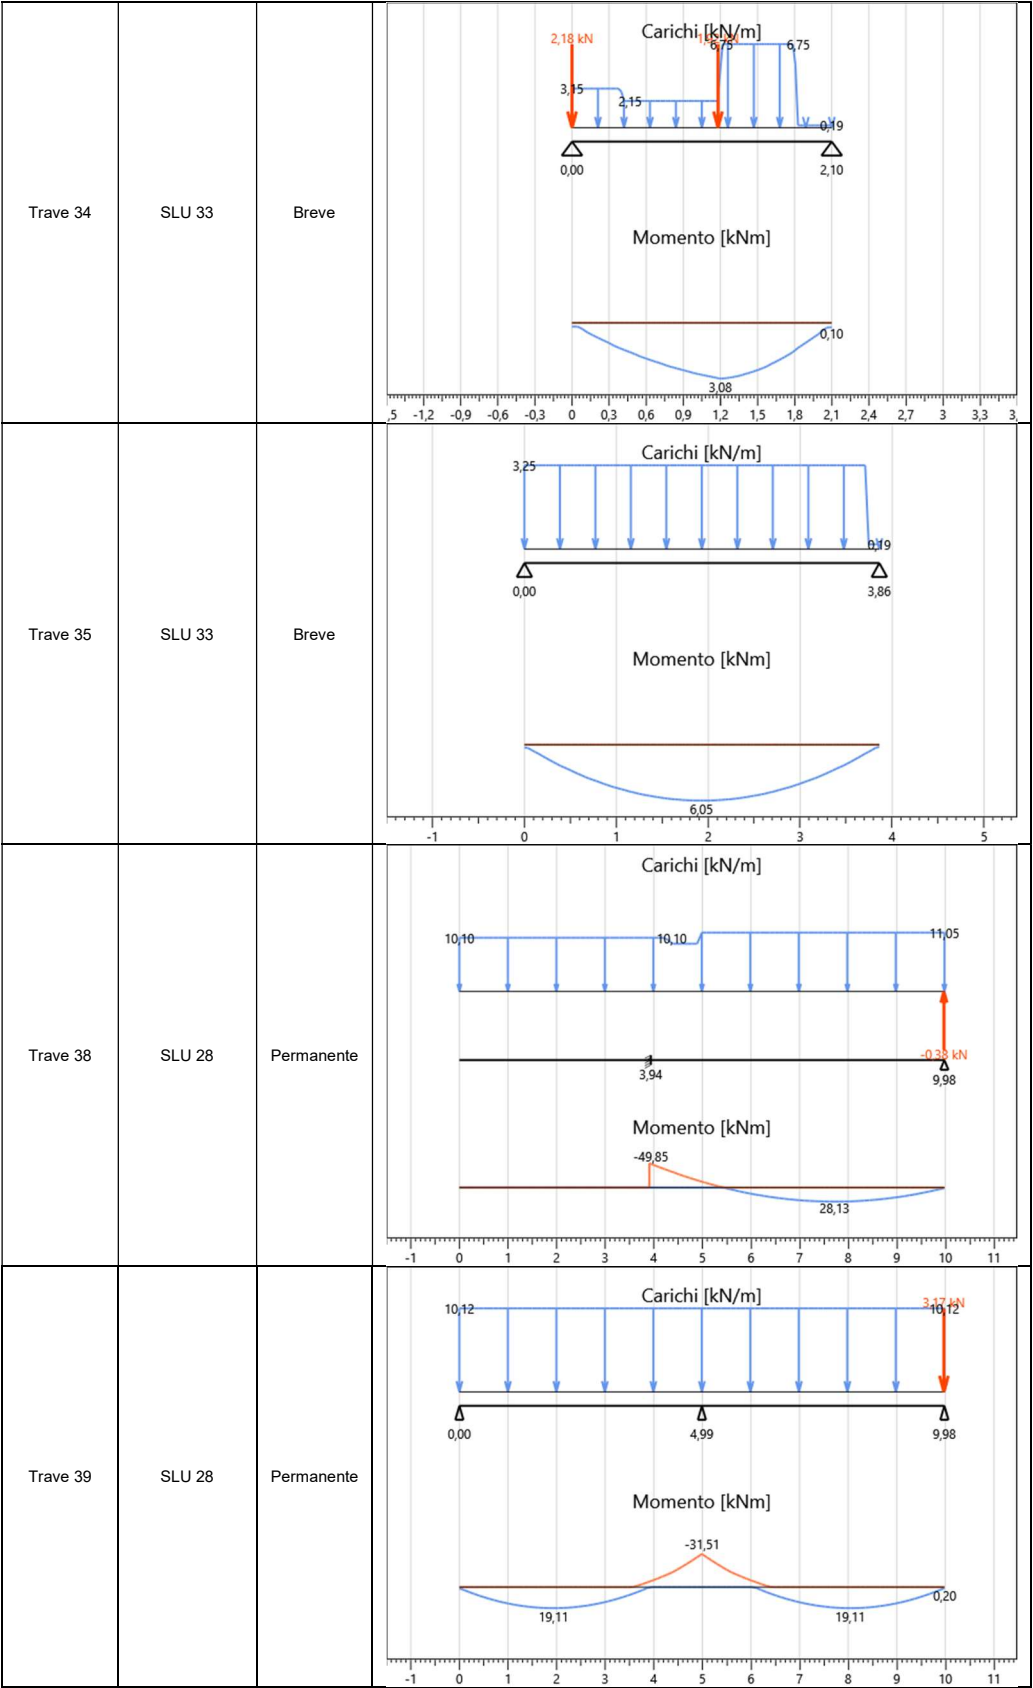 Trave 34
SLU 33
Breve
Carichi [kN/m]
2,18 kN
6,75
6,75
3,15
2,15
0,19
0,00
2,10
Momento [kNm]
0,10
3,08
-1,2 -0,9 -0,6 -0,3 0 0,3 0,6 0,9 1,2 1,5 1,8 2,1 2,4 2,7 3 3,3
Trave 35
SLU 33
Breve
Carichi [kN/m]
3,25
0,19
0,00
3,86
Momento [kNm]
6,05
-1 0 1 2 3 4 5
Trave 38
SLU 28
Permanente
Carichi [kN/m]
10,10
10,10
11,05
-0,38 kN
3,94
9,98
Momento [kNm]
-49,85
28,13
-1 0 1 2 3 4 5 6 7 8 9 10 11
Trave 39
SLU 28
Permanente
Carichi [kN/m]
3,17 kN
10,12
10,12
0,00
4,99
9,98
Momento [kNm]
-31,51
0,20
19,11
19,11
-1 0 1 2 3 4 5 6 7 8 9 10 11